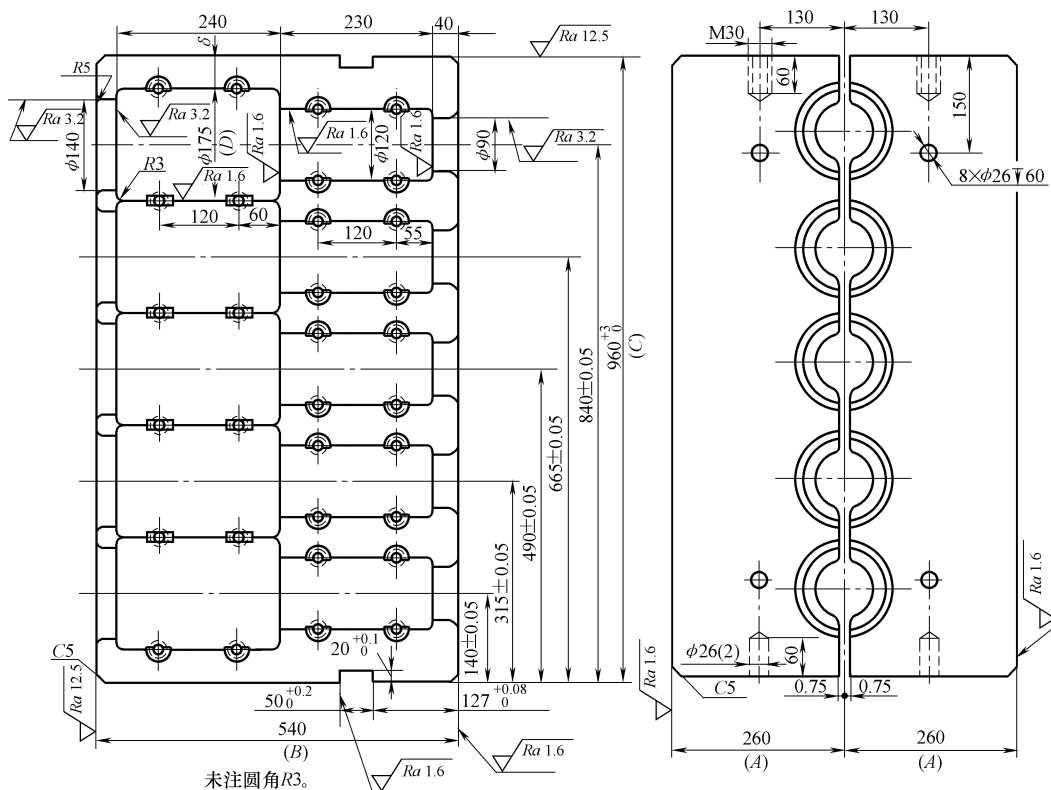 240
230
40
δ
Ra 12.5
R5
Ra 3.2
Ra 3.2
φ140
φ175
(D)
Ra 1.6
Ra 1.6
φ120
Ra 1.6
φ90
Ra 3.2
R3
Ra 1.6
120
60
120
55
960+3 0
(C)
840±0.05
665±0.05
490±0.05
315±0.05
140±0.05
20+0.1 0
C5
Ra 12.5
50+0.2 0
127+0.08 0
540
(B)
Ra 1.6
Ra 1.6
未注圆角R3。
130
130
M30
60
150
8×φ26↧60
φ26(2)
60
C5
0.75
0.75
Ra 1.6
Ra 1.6
260
260
(A)
(A)